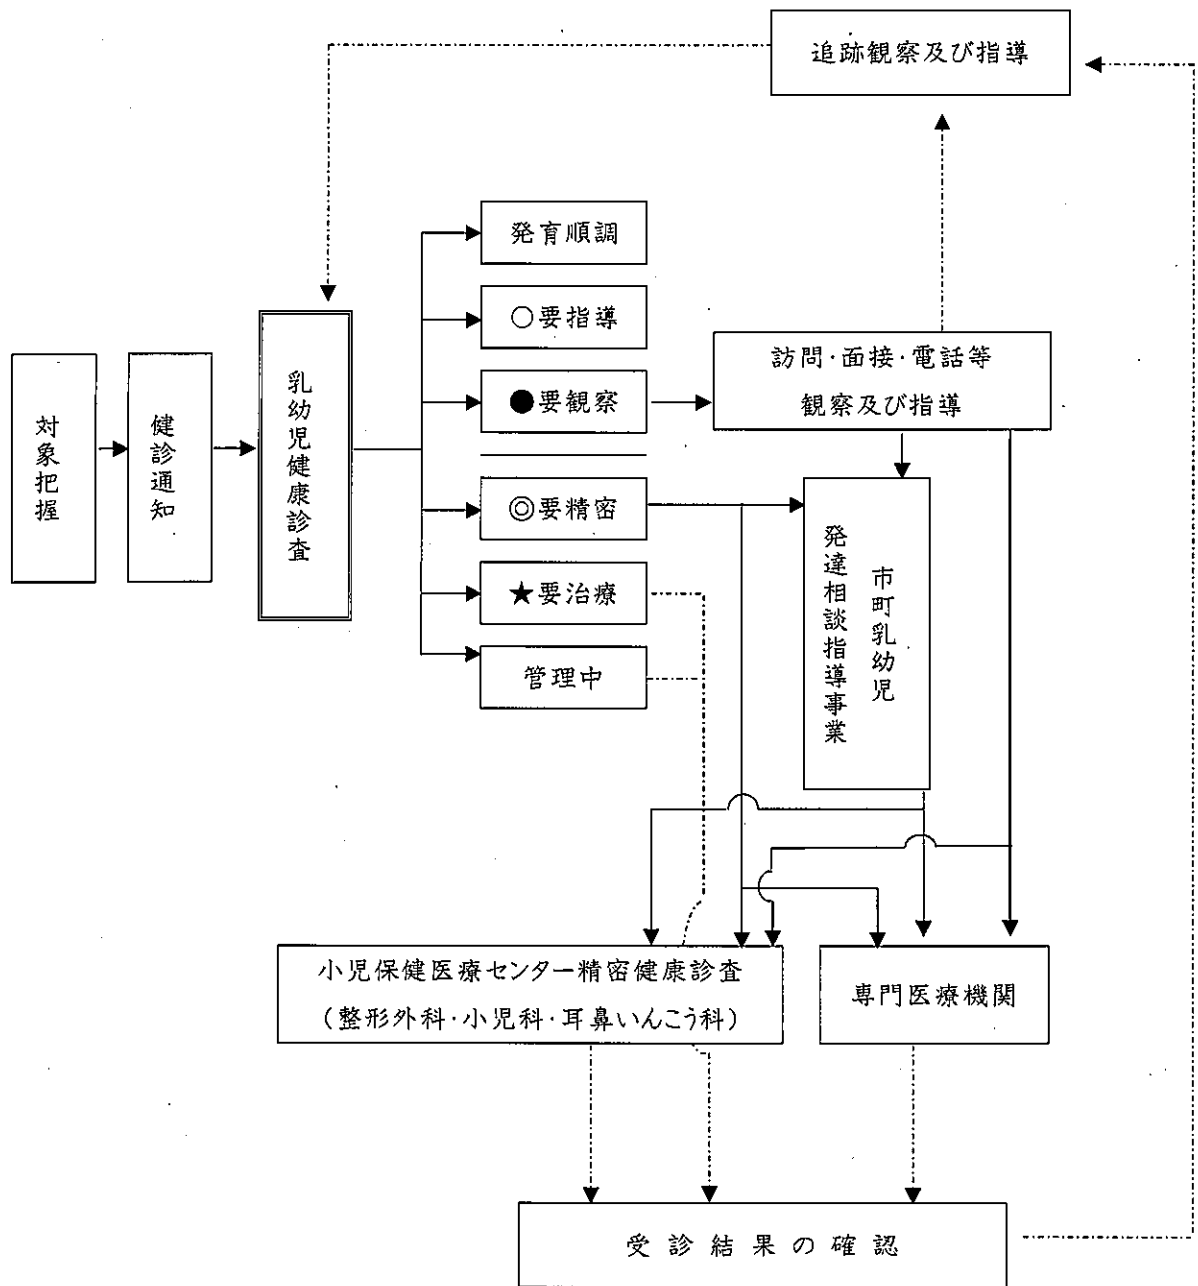 追跡観察及び指導
発育順調
○要指導
●要観察
◎要精密
★要治療
管理中
対象把握
健診通知
乳幼児健康診査
訪問・面接・電話等
観察及び指導
市町乳幼児
発達相談指導事業
小児保健医療センター精密健康診査
（整形外科・小児科・耳鼻いんこう科）
専門医療機関
受診結果の確認